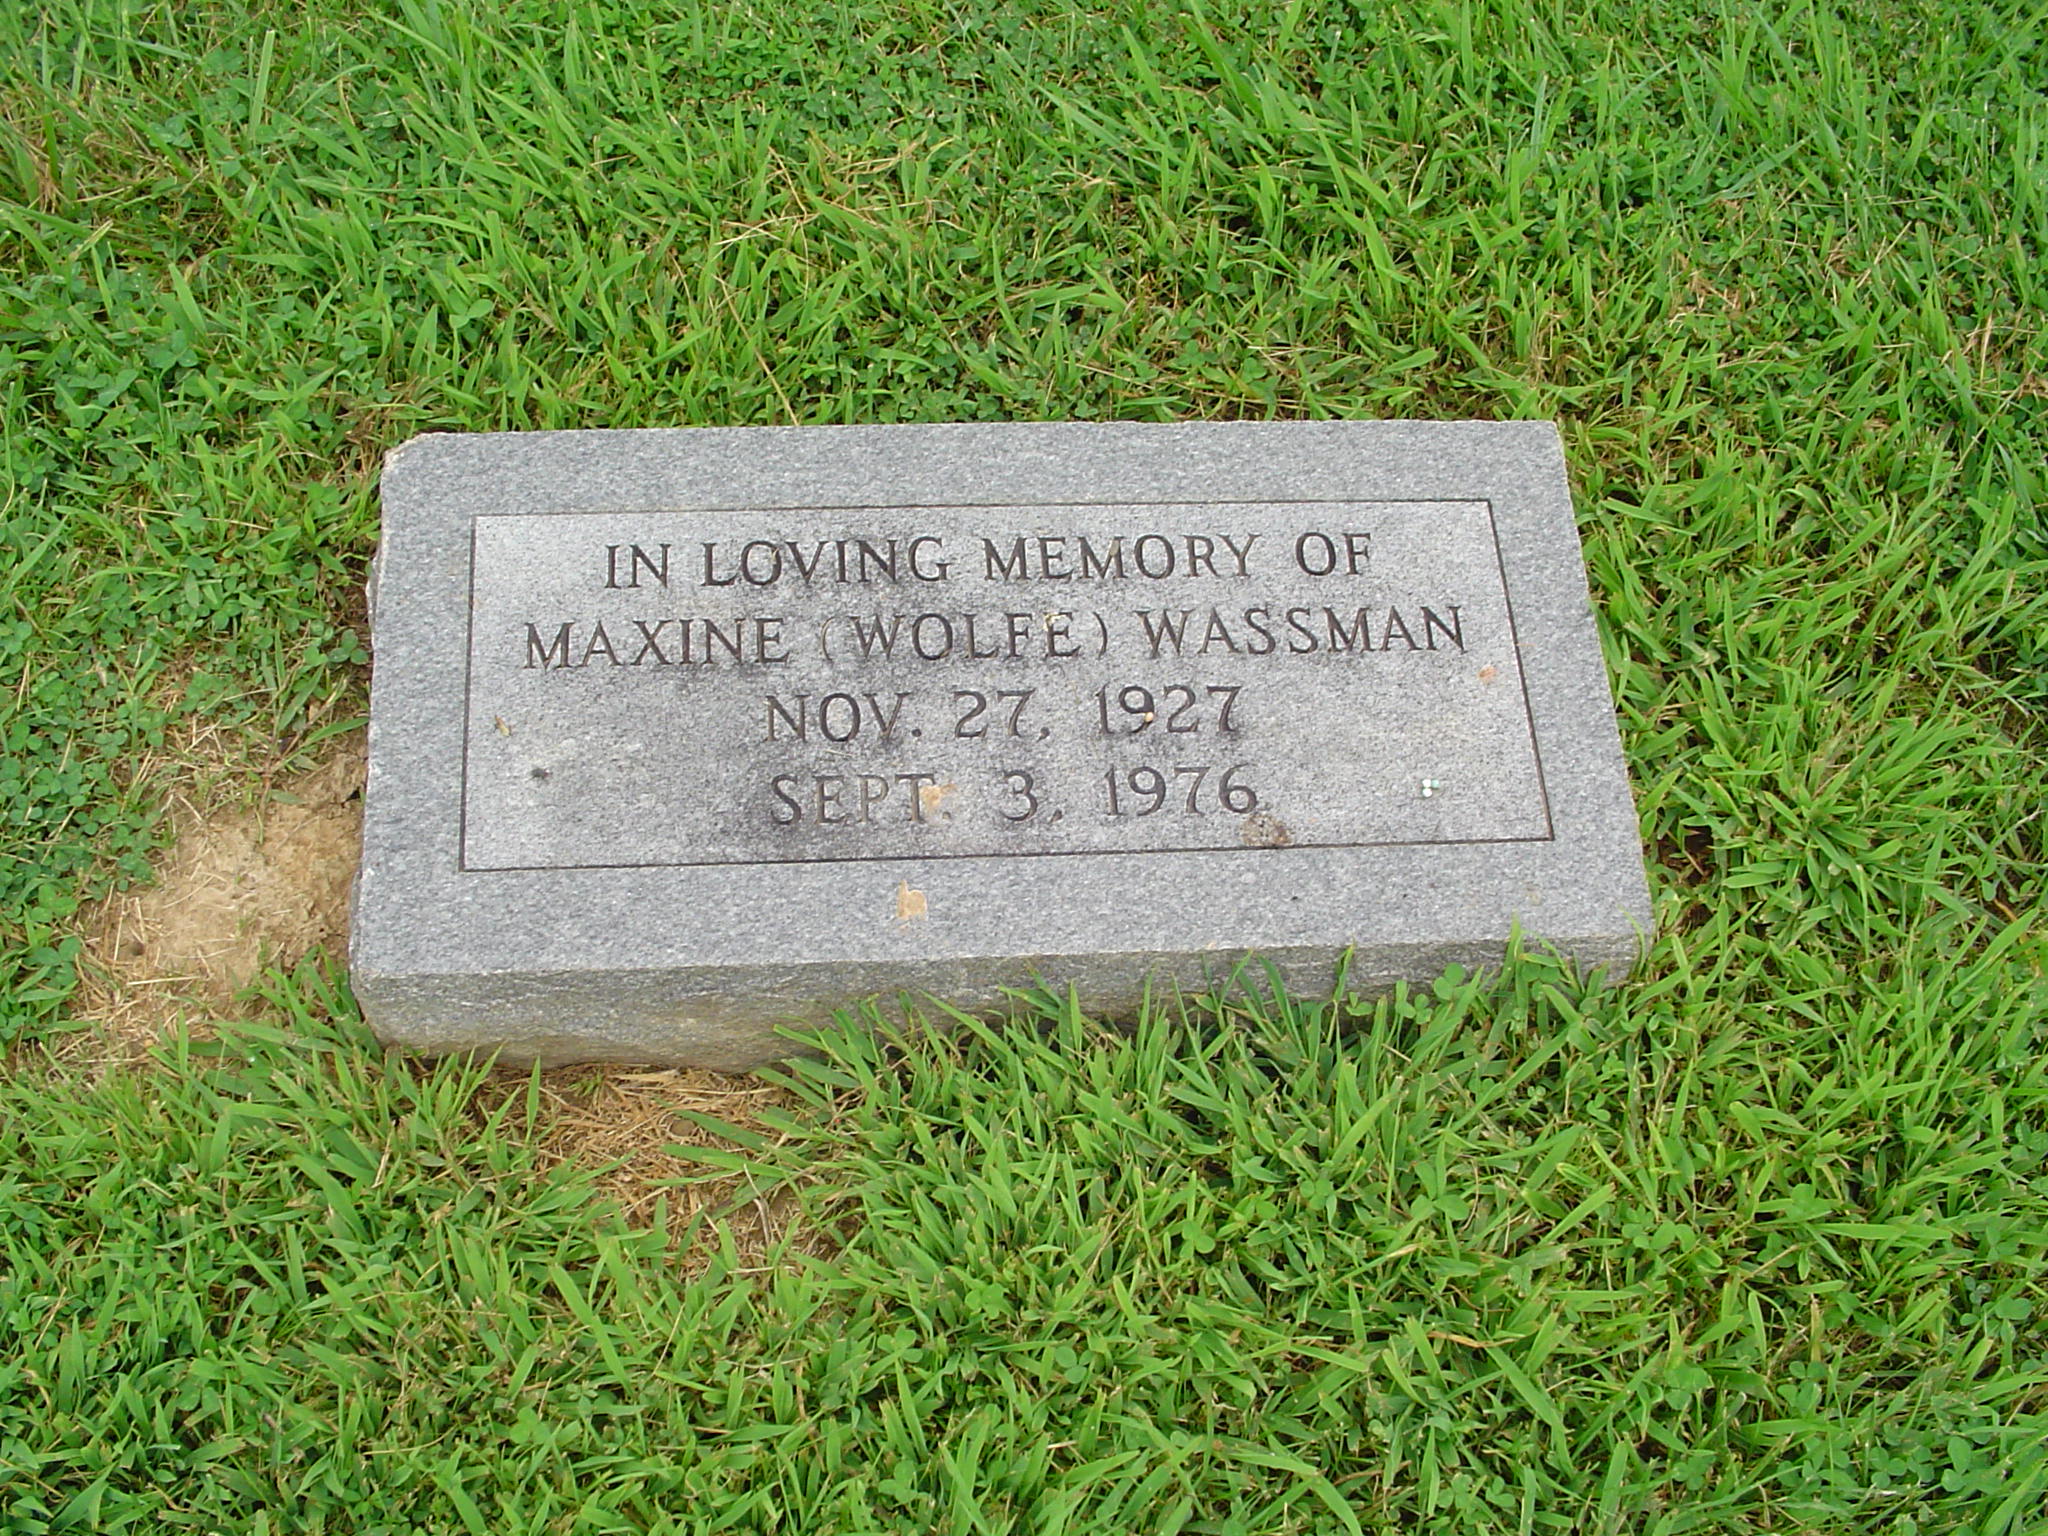 IN LOVING MEMORY OF
MAXINE (WOLFE) WASSMAN
NOV. 27, 1927
SEPT. 3, 1976